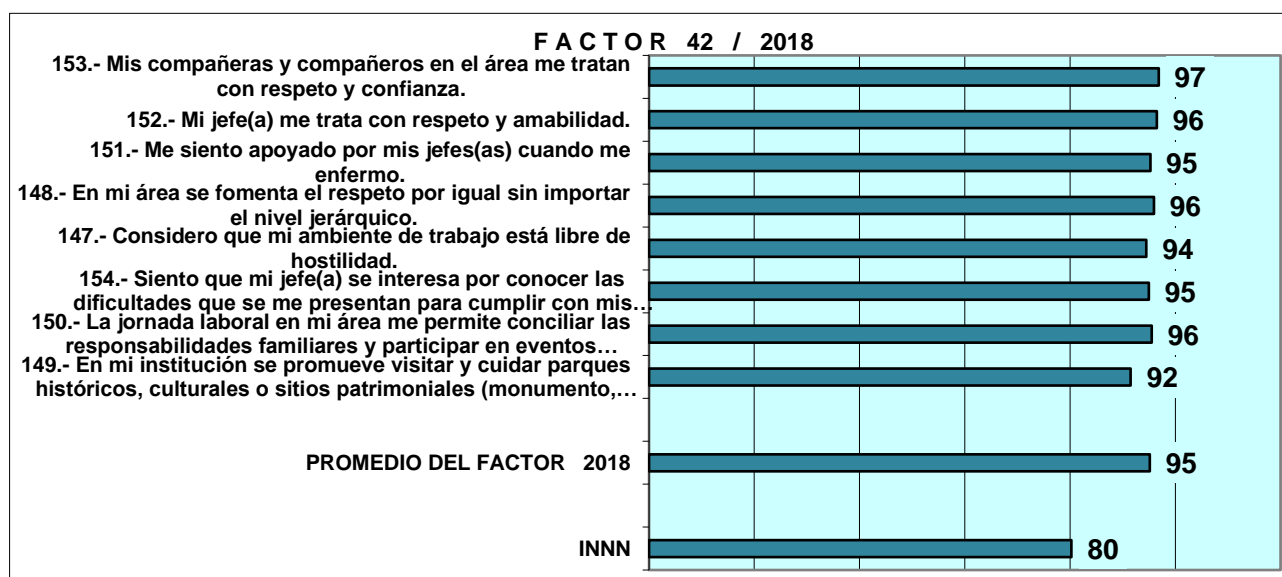 F A C T O R 42 / 2018
153.- Mis compañeras y compañeros en el área me tratan
con respeto y confianza.
97
152.- Mi jefe(a) me trata con respeto y amabilidad.
96
151.- Me siento apoyado por mis jefes(as) cuando me
enfermo.
95
148.- En mi área se fomenta el respeto por igual sin importar
el nivel jerárquico.
96
147.- Considero que mi ambiente de trabajo está libre de
hostilidad.
94
154.- Siento que mi jefe(a) se interesa por conocer las
dificultades que se me presentan para cumplir con mis…
95
150.- La jornada laboral en mi área me permite conciliar las
responsabilidades familiares y participar en eventos…
96
149.- En mi institución se promueve visitar y cuidar parques
históricos, culturales o sitios patrimoniales (monumento,…
92
PROMEDIO DEL FACTOR 2018
95
INNN
80